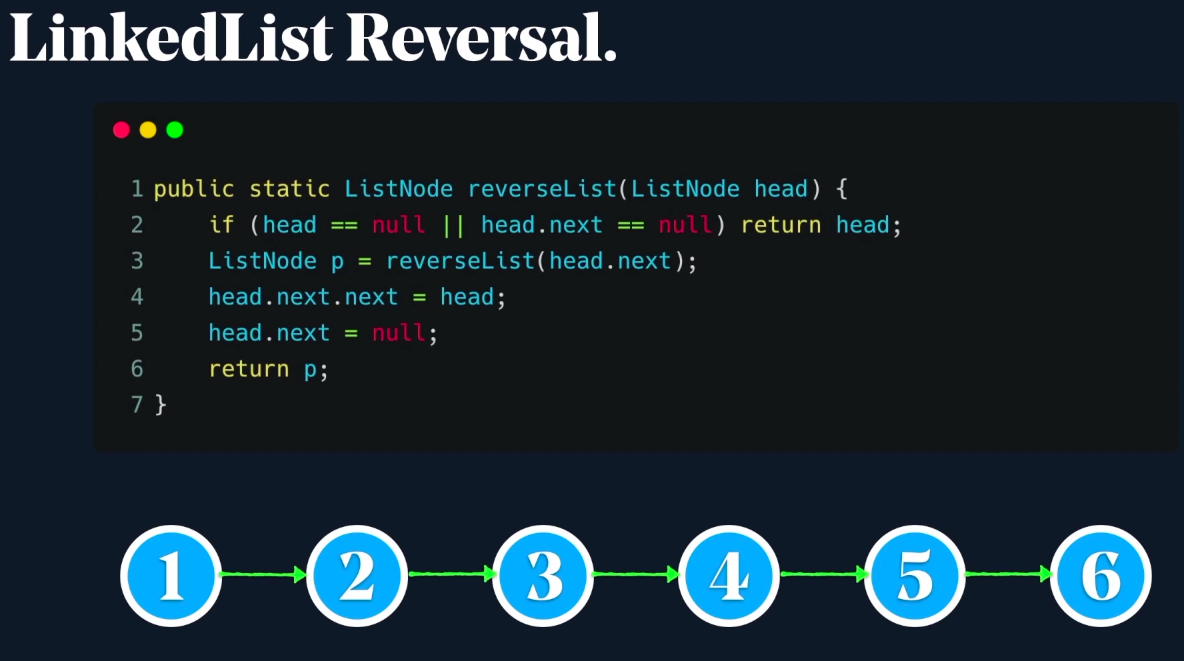 LinkedList Reversal.
1 public static ListNode reverseList(ListNode head) {
2     if (head == null || head.next == null) return head;
3     ListNode p = reverseList(head.next);
4     head.next.next = head;
5     head.next = null;
6     return p;
7 }
1 2 3 4 5 6